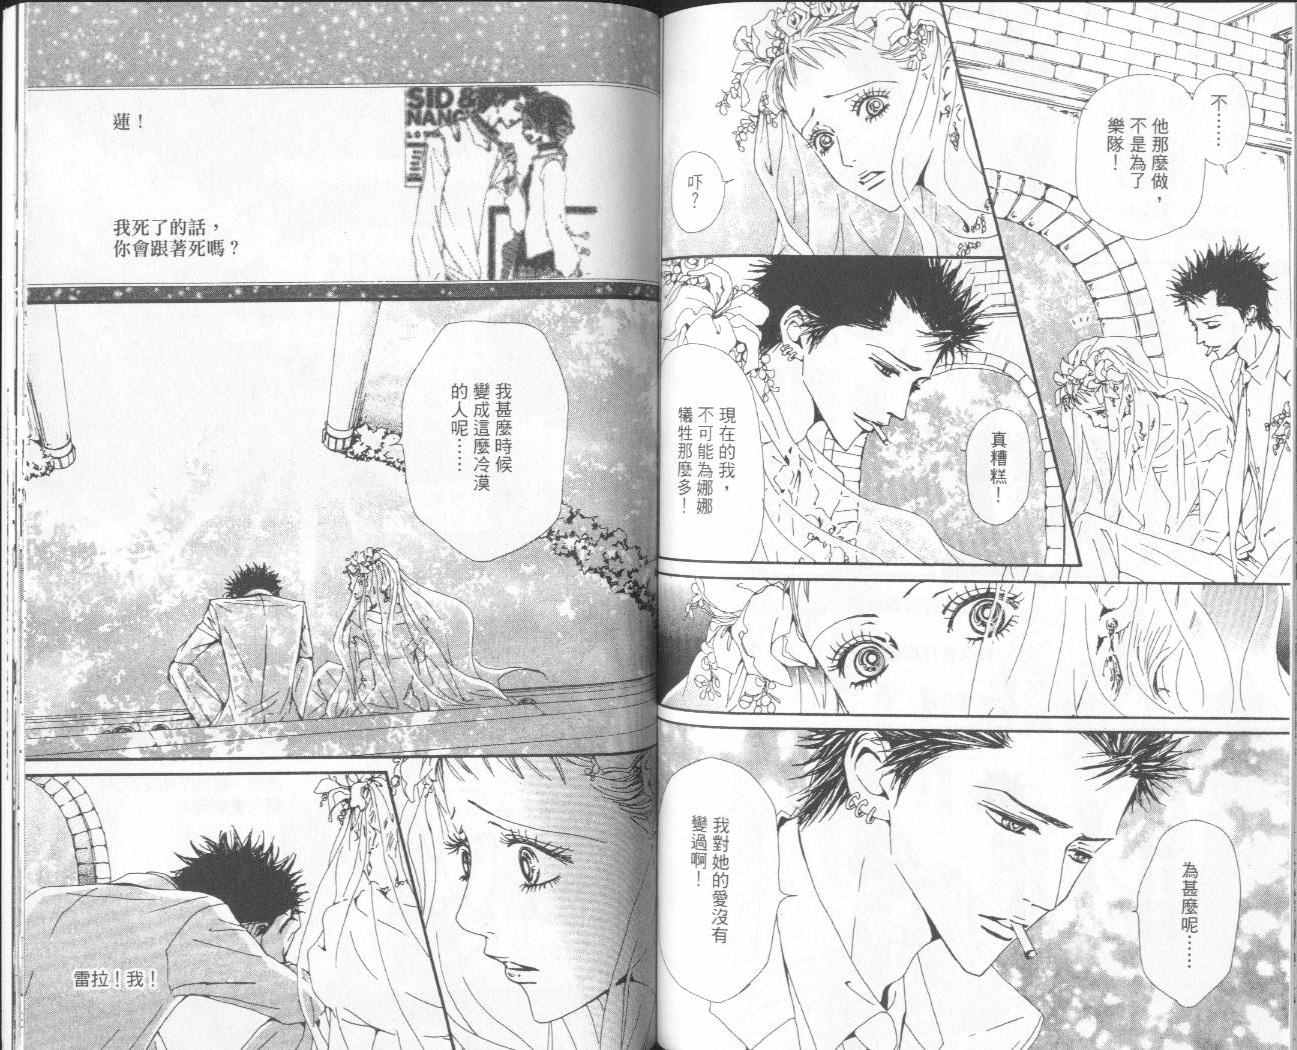 不……
他那麼做，
不是為了
樂隊！
吓？
真糟糕！
現在的我，
不可能為娜娜
犧牲那麼多！
為甚麼呢……
我對她的愛沒有
變過啊！
蓮！
SID &
NANC
我死了的話，
你會跟著死嗎？
我甚麼時候
變成這麼冷漠
的人呢……
雷拉！我！